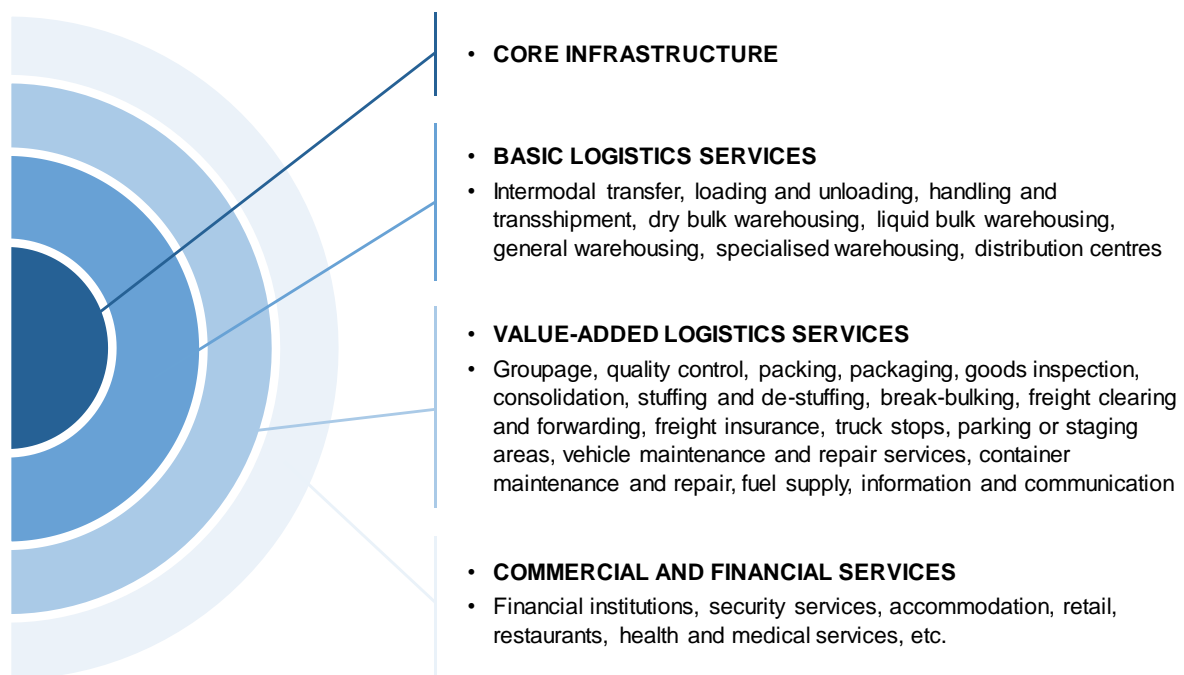 • CORE INFRASTRUCTURE
• BASIC LOGISTICS SERVICES
• Intermodal transfer, loading and unloading, handling and
transshipment, dry bulk warehousing, liquid bulk warehousing,
general warehousing, specialised warehousing, distribution centres
• VALUE-ADDED LOGISTICS SERVICES
• Groupage, quality control, packing, packaging, goods inspection,
consolidation, stuffing and de-stuffing, break-bulking, freight clearing
and forwarding, freight insurance, truck stops, parking or staging
areas, vehicle maintenance and repair services, container
maintenance and repair, fuel supply, information and communication
• COMMERCIAL AND FINANCIAL SERVICES
• Financial institutions, security services, accommodation, retail,
restaurants, health and medical services, etc.